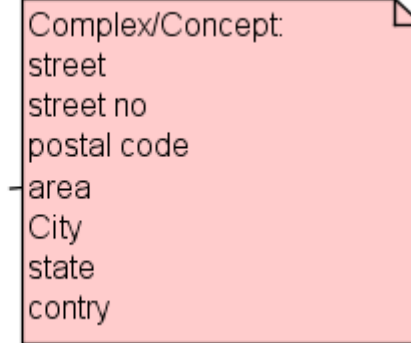 Complex/Concept:
street
street no
postal code
area
City
state
contry